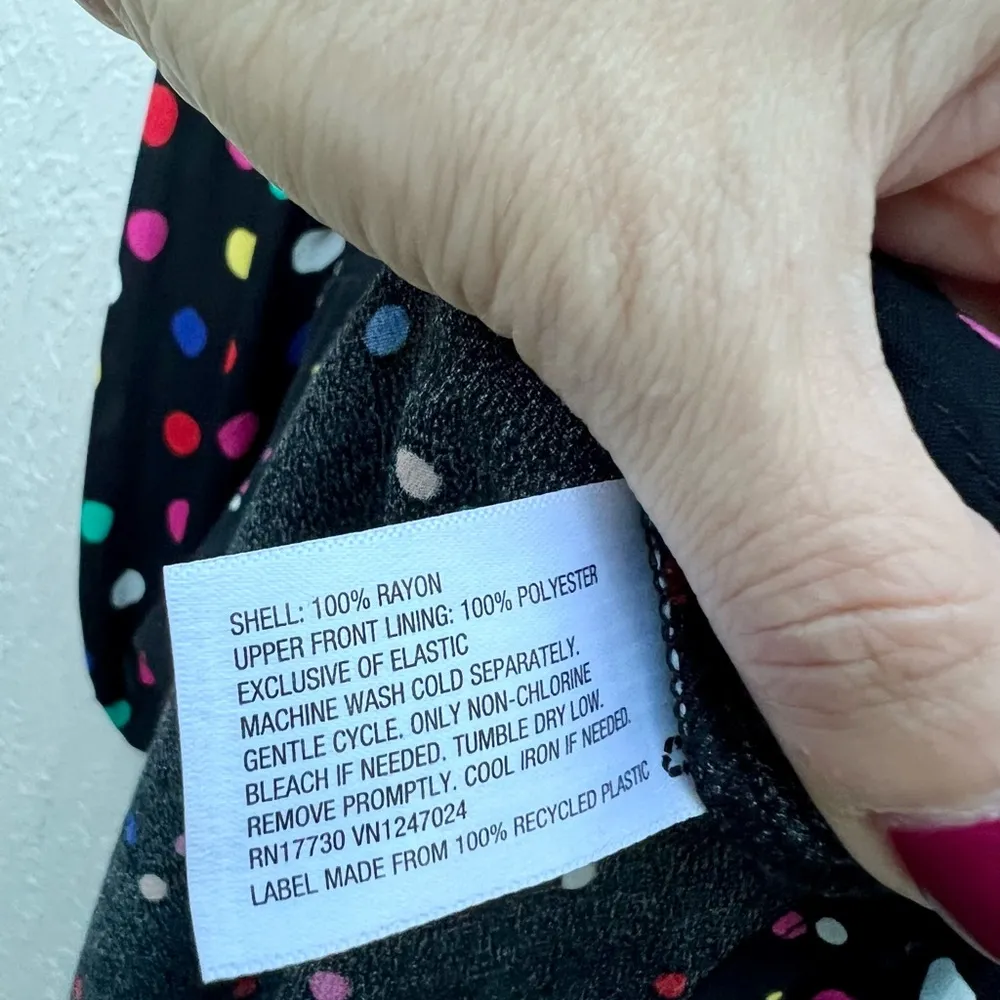 SHELL: 100% RAYON
UPPER FRONT LINING: 100% POLYESTER
EXCLUSIVE OF ELASTIC
MACHINE WASH COLD SEPARATELY.
GENTLE CYCLE. ONLY NON-CHLORINE
BLEACH IF NEEDED. TUMBLE DRY LOW.
REMOVE PROMPTLY. COOL IRON IF NEEDED.
RN17730 VN1247024
LABEL MADE FROM 100% RECYCLED PLASTIC